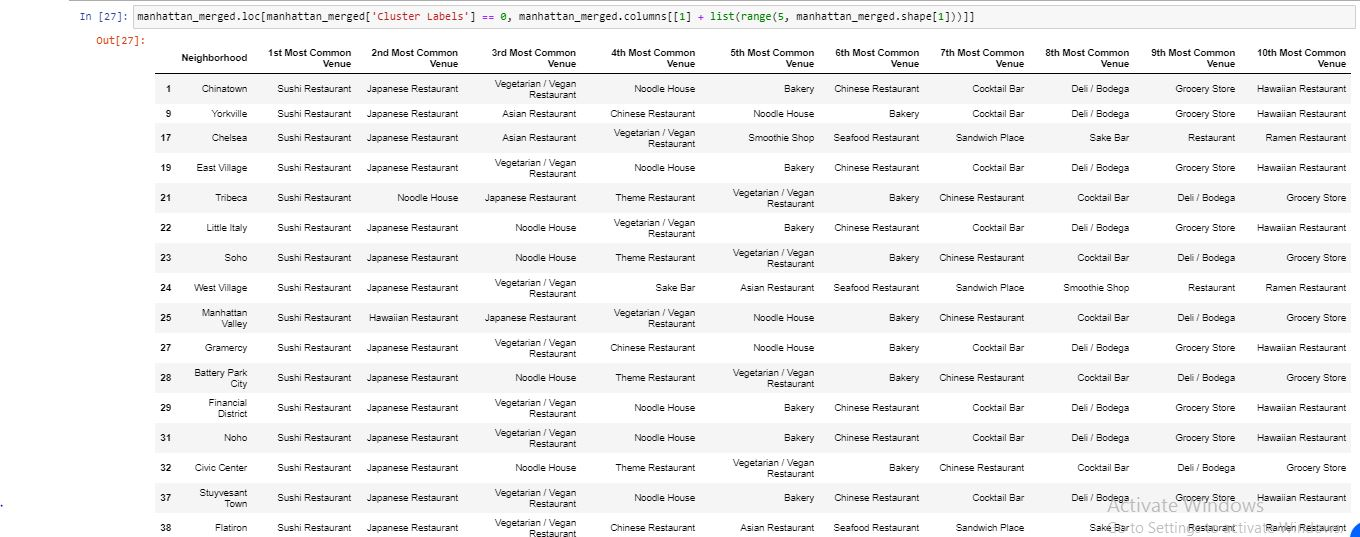 In [27]: manhattan_merged.loc[manhattan_merged['Cluster Labels'] == 0, manhattan_merged.columns[[1] + list(range(5, manhattan_merged.shape[1]))]]
Out[27]:
Neighborhood 1st Most Common Venue 2nd Most Common Venue 3rd Most Common Venue 4th Most Common Venue 5th Most Common Venue 6th Most Common Venue 7th Most Common Venue 8th Most Common Venue 9th Most Common Venue 10th Most Common Venue
1 Chinatown Sushi Restaurant Japanese Restaurant Vegetarian / Vegan Restaurant Noodle House Bakery Chinese Restaurant Cocktail Bar Deli / Bodega Grocery Store Hawaiian Restaurant
9 Yorkville Sushi Restaurant Japanese Restaurant Asian Restaurant Chinese Restaurant Noodle House Bakery Cocktail Bar Deli / Bodega Grocery Store Hawaiian Restaurant
17 Chelsea Sushi Restaurant Japanese Restaurant Asian Restaurant Vegetarian / Vegan Restaurant Smoothie Shop Seafood Restaurant Sandwich Place Sake Bar Restaurant Ramen Restaurant
19 East Village Sushi Restaurant Japanese Restaurant Vegetarian / Vegan Restaurant Noodle House Bakery Chinese Restaurant Cocktail Bar Deli / Bodega Grocery Store Hawaiian Restaurant
21 Tribeca Sushi Restaurant Noodle House Japanese Restaurant Theme Restaurant Vegetarian / Vegan Restaurant Bakery Chinese Restaurant Cocktail Bar Deli / Bodega Grocery Store
22 Little Italy Sushi Restaurant Japanese Restaurant Noodle House Vegetarian / Vegan Restaurant Bakery Chinese Restaurant Cocktail Bar Deli / Bodega Grocery Store Hawaiian Restaurant
23 Soho Sushi Restaurant Japanese Restaurant Noodle House Theme Restaurant Vegetarian / Vegan Restaurant Bakery Chinese Restaurant Cocktail Bar Deli / Bodega Grocery Store
24 West Village Sushi Restaurant Japanese Restaurant Vegetarian / Vegan Restaurant Sake Bar Asian Restaurant Seafood Restaurant Sandwich Place Smoothie Shop Restaurant Ramen Restaurant
25 Manhattan Valley Sushi Restaurant Hawaiian Restaurant Japanese Restaurant Vegetarian / Vegan Restaurant Noodle House Bakery Chinese Restaurant Cocktail Bar Deli / Bodega Grocery Store
27 Gramercy Sushi Restaurant Japanese Restaurant Vegetarian / Vegan Restaurant Chinese Restaurant Noodle House Bakery Cocktail Bar Deli / Bodega Grocery Store Hawaiian Restaurant
28 Battery Park City Sushi Restaurant Japanese Restaurant Noodle House Theme Restaurant Vegetarian / Vegan Restaurant Bakery Chinese Restaurant Cocktail Bar Deli / Bodega Grocery Store
29 Financial District Sushi Restaurant Japanese Restaurant Vegetarian / Vegan Restaurant Noodle House Bakery Chinese Restaurant Cocktail Bar Deli / Bodega Grocery Store Hawaiian Restaurant
31 Noho Sushi Restaurant Japanese Restaurant Vegetarian / Vegan Restaurant Noodle House Bakery Chinese Restaurant Cocktail Bar Deli / Bodega Grocery Store Hawaiian Restaurant
32 Civic Center Sushi Restaurant Japanese Restaurant Noodle House Theme Restaurant Vegetarian / Vegan Restaurant Bakery Chinese Restaurant Cocktail Bar Deli / Bodega Grocery Store
37 Stuyvesant Town Sushi Restaurant Japanese Restaurant Vegetarian / Vegan Restaurant Noodle House Bakery Chinese Restaurant Cocktail Bar Deli / Bodega Grocery Store Hawaiian Restaurant
38 Flatiron Sushi Restaurant Japanese Restaurant Vegetarian / Vegan Restaurant Chinese Restaurant Asian Restaurant Seafood Restaurant Sandwich Place Sake Bar Restaurant Ramen Restaurant
Activate Windows
Go to Settings to activate Windows.